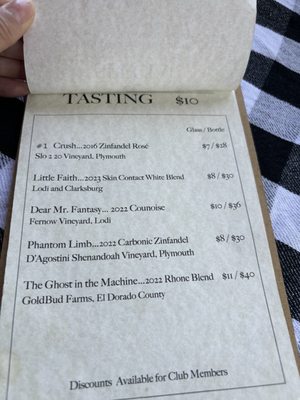 TASTING $10
Glass / Bottle
#1 Crush...2016 Zinfandel Rosé $7 / $28
Slo 2 20 Vineyard, Plymouth
Little Faith...2023 Skin Contact White Blend $8 / $30
Lodi and Clarksburg
Dear Mr. Fantasy... 2022 Counoise $10 / $36
Fernow Vineyard, Lodi
Phantom Limb...2022 Carbonic Zinfandel $8 / $30
D'Agostini Shenandoah Vineyard, Plymouth
The Ghost in the Machine...2022 Rhone Blend $11 / $40
GoldBud Farms, El Dorado County
Discounts Available for Club Members